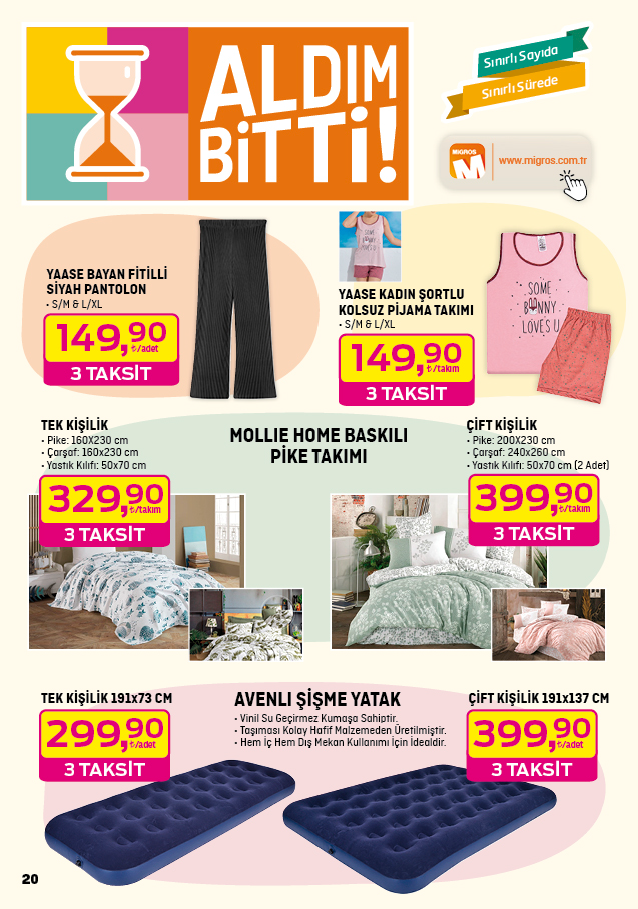 ALDIM
BİTTİ!
Sınırlı Sayıda
Sınırlı Sürede
MIGROS
M
www.migros.com.tr
YAASE BAYAN FİTİLLİ
SİYAH PANTOLON
• S/M & L/XL
149,90
₺/adet
3 TAKSİT
YAASE KADIN ŞORTLU
KOLSUZ PİJAMA TAKIMI
• S/M & L/XL
149,90
₺/takım
3 TAKSİT
SOME
BUNNY
LOVES U
TEK KİŞİLİK
• Pike: 160X230 cm
• Çarşaf: 160x230 cm
• Yastık Kılıfı: 50x70 cm
329,90
₺/takım
3 TAKSİT
MOLLIE HOME BASKILI
PİKE TAKIMI
ÇİFT KİŞİLİK
• Pike: 200X230 cm
• Çarşaf: 240x260 cm
• Yastık Kılıfı: 50x70 cm (2 Adet)
399,90
₺/takım
3 TAKSİT
TEK KİŞİLİK 191x73 CM
299,90
₺/adet
3 TAKSİT
AVENLI ŞİŞME YATAK
• Vinil Su Geçirmez Kumaşa Sahiptir.
• Taşıması Kolay Hafif Malzemeden Üretilmiştir.
• Hem İç Hem Dış Mekan Kullanımı İçin İdealdir.
ÇİFT KİŞİLİK 191x137 CM
399,90
₺/adet
3 TAKSİT
20